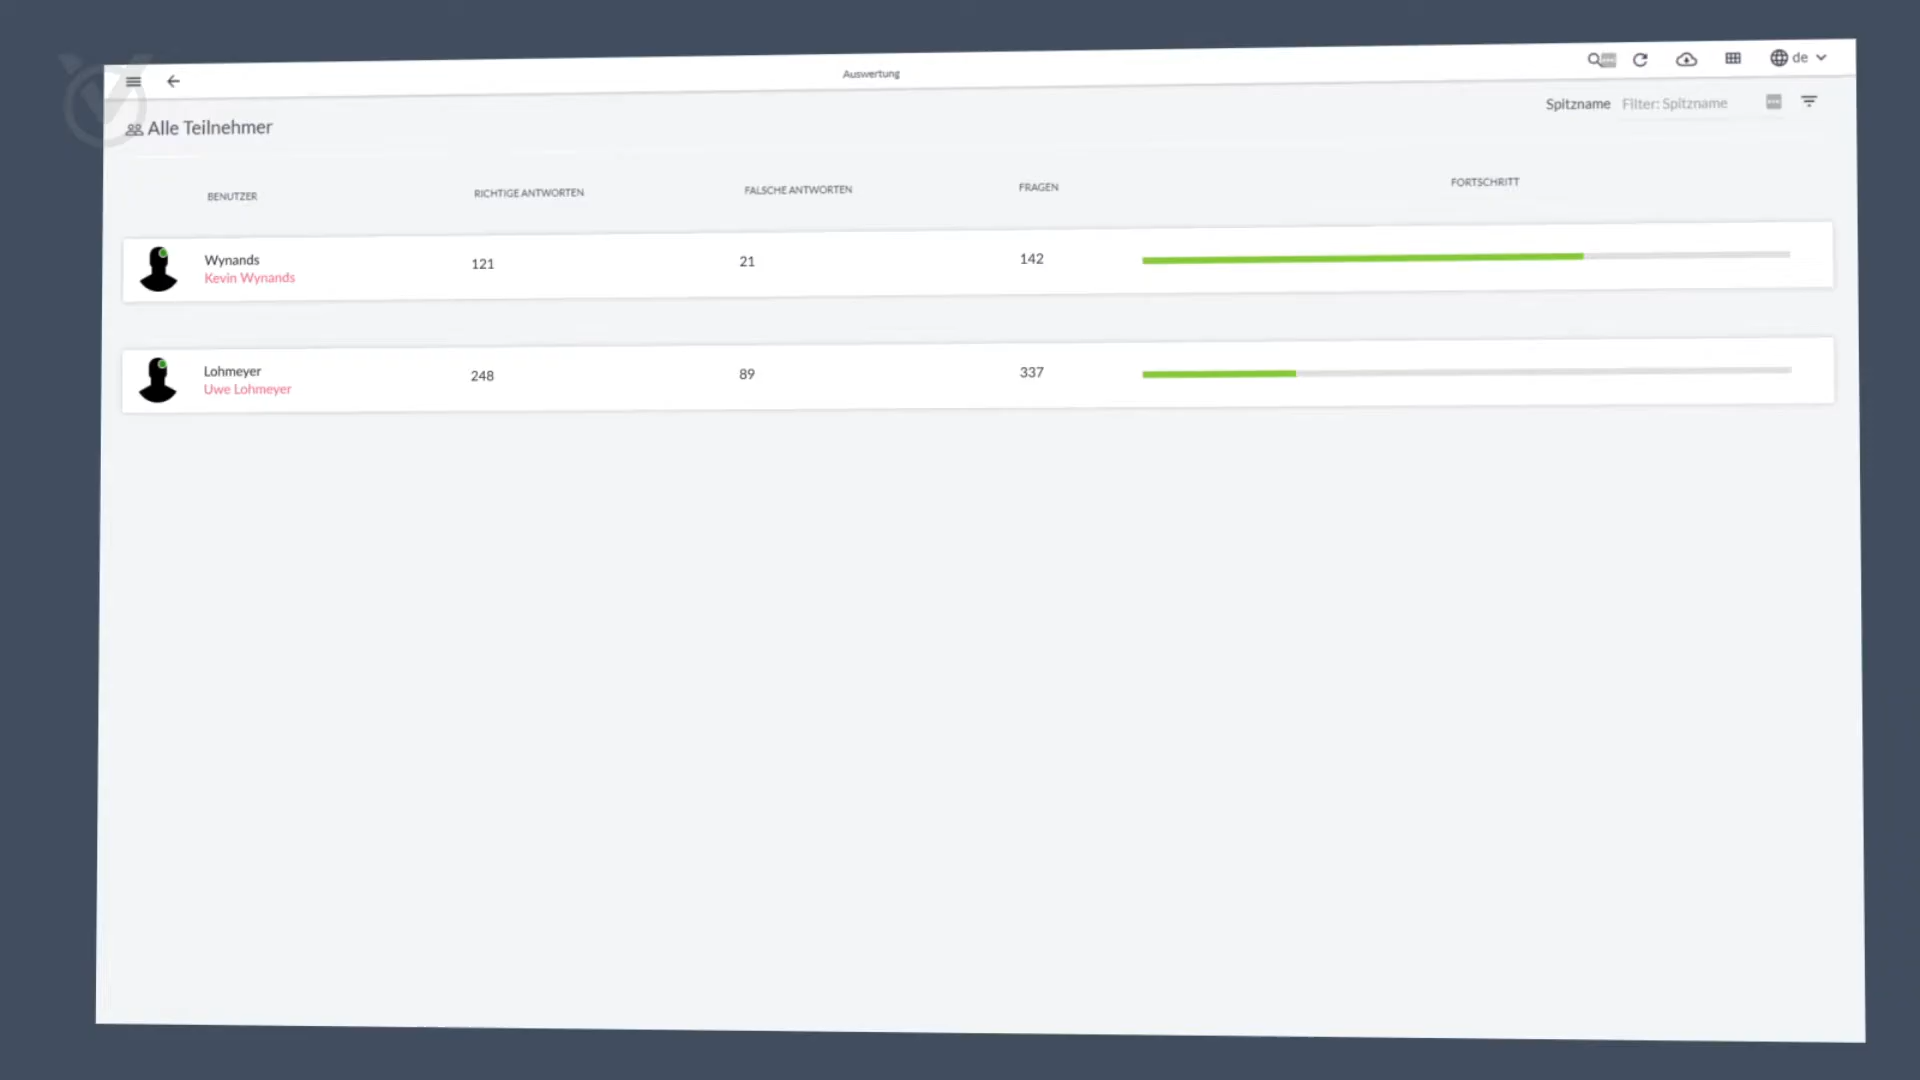 Auswertung
de
Alle Teilnehmer
Spitzname Filter: Spitzname
BENUTZER RICHTIGE ANTWORTEN FALSCHE ANTWORTEN FRAGEN FORTSCHRITT
Wynands 121 21 142
Kevin Wynands
Lohmeyer 248 89 337
Uwe Lohmeyer